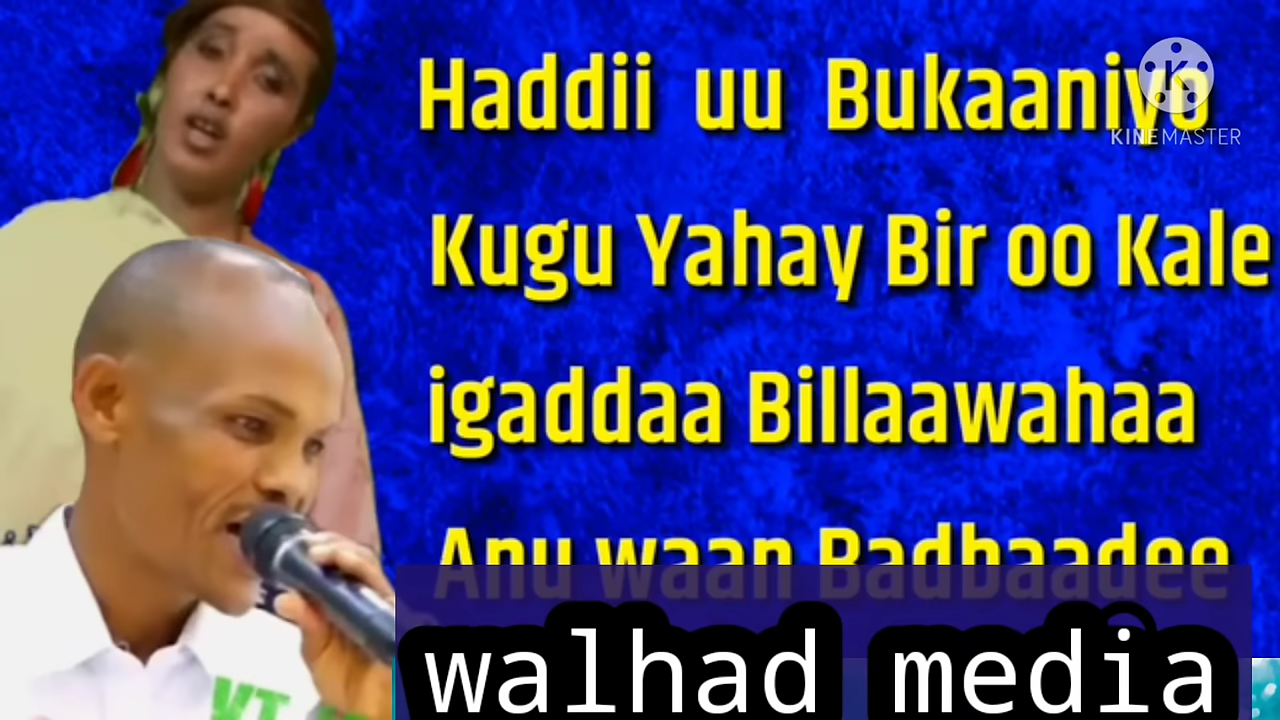 Haddii uu Bukaaniyo
KINEMASTER
Kugu Yahay Bir oo Kale
igaddaa Billaawahaa
Anu waan Badbaadee
walhad media